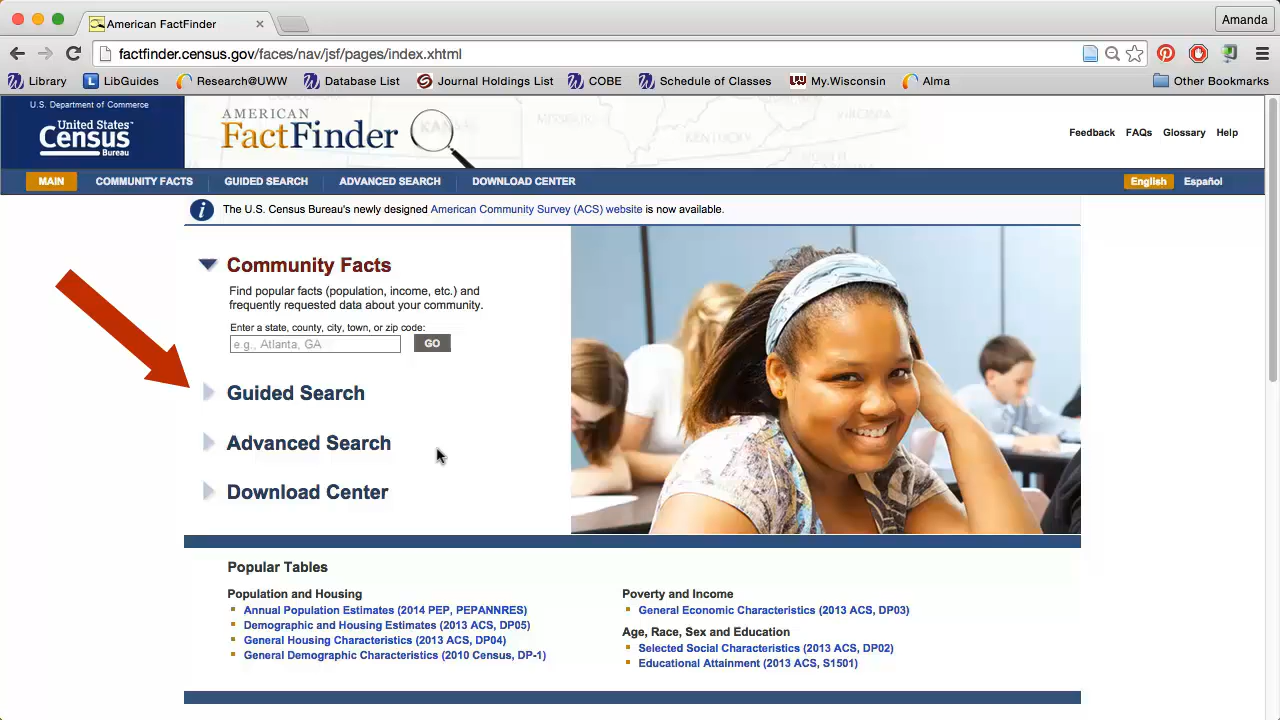 American FactFinder
Amanda
factfinder.census.gov/faces/nav/jsf/pages/index.xhtml
Library
LibGuides
Research@UWW
Database List
Journal Holdings List
COBE
Schedule of Classes
My.Wisconsin
Alma
Other Bookmarks
U.S. Department of Commerce
United States™
Census
Bureau
AMERICAN
FactFinder
KANSAS
MISSOURI
KENTUCKY
Feedback
FAQs
Glossary
Help
MAIN
COMMUNITY FACTS
GUIDED SEARCH
ADVANCED SEARCH
DOWNLOAD CENTER
English
Español
i
The U.S. Census Bureau's newly designed American Community Survey (ACS) website is now available.
Community Facts
Find popular facts (population, income, etc.) and
frequently requested data about your community.
Enter a state, county, city, town, or zip code:
e.g., Atlanta, GA
GO
Guided Search
Advanced Search
Download Center
Popular Tables
Population and Housing
Annual Population Estimates (2014 PEP, PEPANNRES)
Demographic and Housing Estimates (2013 ACS, DP05)
General Housing Characteristics (2013 ACS, DP04)
General Demographic Characteristics (2010 Census, DP-1)
Poverty and Income
General Economic Characteristics (2013 ACS, DP03)
Age, Race, Sex and Education
Selected Social Characteristics (2013 ACS, DP02)
Educational Attainment (2013 ACS, S1501)